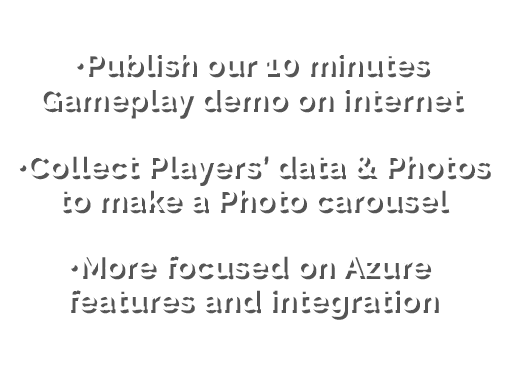 •Publish our 10 minutes
Gameplay demo on internet
•Collect Players’ data & Photos
to make a Photo carousel
•More focused on Azure
features and integration